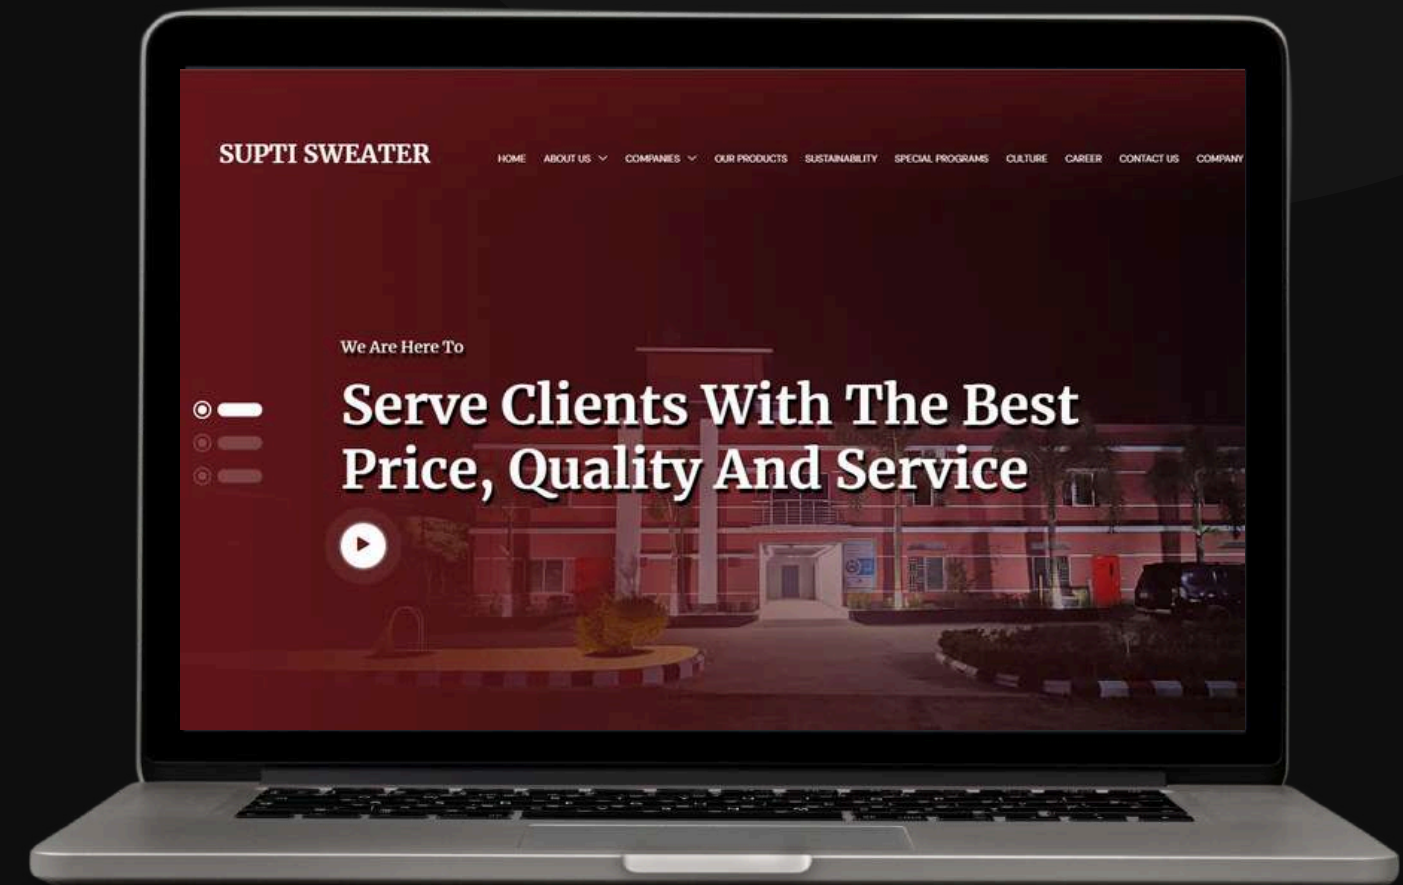 SUPTI SWEATER
HOME ABOUT US COMPANIES OUR PRODUCTS SUSTAINABILITY SPECIAL PROGRAMS CULTURE CAREER CONTACT US COMPANY
We Are Here To
Serve Clients With The Best
Price, Quality And Service